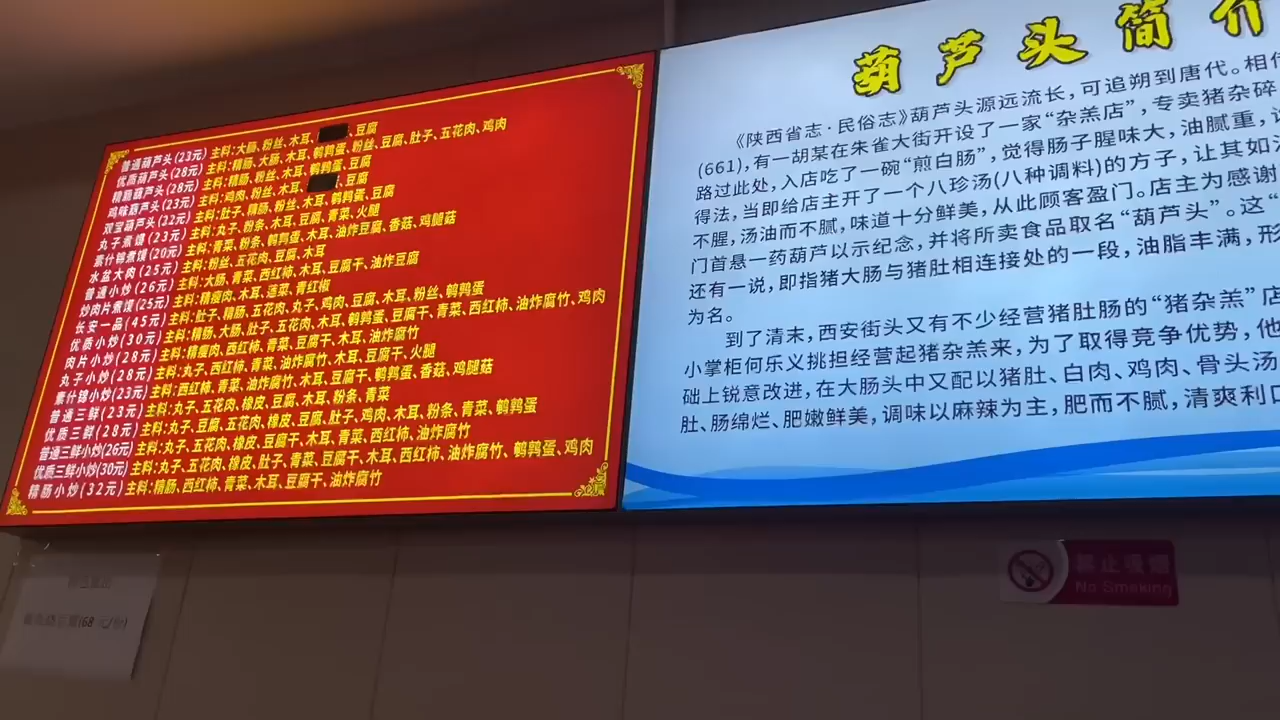 普通葫芦头(23元) 主料:大肠、粉丝、木耳、、豆腐
优质葫芦头(28元) 主料:精肠、大肠、木耳、鹌鹑蛋、粉丝、豆腐、肚子、五花肉、鸡肉
精肠葫芦头(28元) 主料:精肠、粉丝、木耳、鹌鹑蛋、豆腐
鸡味葫芦头(23元) 主料:鸡肉、粉丝、木耳、、豆腐
双宝葫芦头(32元) 主料:肚子、精肠、粉丝、木耳、鹌鹑蛋、豆腐
丸子煮馍(23元) 主料:丸子、粉条、木耳、豆腐、青菜、火腿
素什锦煮馍(20元) 主料:青菜、粉条、鹌鹑蛋、木耳、油炸豆腐、香菇、鸡腿菇
水盆大肉(25元) 主料:粉丝、五花肉、豆腐、木耳
普通小炒(26元) 主料:大肠、青菜、西红柿、木耳、豆腐干、油炸豆腐
炒肉片煮馍(25元) 主料:精瘦肉、木耳、莲菜、青红椒
长安一品(45元) 主料:肚子、精肠、五花肉、丸子、鸡肉、豆腐、木耳、粉丝、鹌鹑蛋
优质小炒(30元) 主料:精肠、大肠、肚子、五花肉、木耳、鹌鹑蛋、豆腐干、青菜、西红柿、油炸腐竹、鸡肉
肉片小炒(28元) 主料:精瘦肉、西红柿、青菜、豆腐干、木耳、油炸腐竹
丸子小炒(28元) 主料:丸子、西红柿、青菜、油炸腐竹、木耳、豆腐干、火腿
素什锦小炒(23元) 主料:西红柿、青菜、油炸腐竹、木耳、豆腐干、鹌鹑蛋、香菇、鸡腿菇
普通三鲜(23元) 主料:丸子、五花肉、橡皮、豆腐、木耳、粉条、青菜
优质三鲜(28元) 主料:丸子、豆腐、五花肉、橡皮、豆腐、肚子、鸡肉、木耳、粉条、青菜、鹌鹑蛋
普通三鲜小炒(26元) 主料:丸子、五花肉、橡皮、豆腐干、木耳、青菜、西红柿、油炸腐竹
优质三鲜小炒(30元) 主料:丸子、五花肉、橡皮、肚子、青菜、豆腐干、木耳、西红柿、油炸腐竹、鹌鹑蛋、鸡肉
精肠小炒(32元) 主料:精肠、西红柿、青菜、木耳、豆腐干、油炸腐竹
葫芦头简介
《陕西省志·民俗志》葫芦头源远流长,可追朔到唐代。相传
(661),有一胡某在朱雀大街开设了一家“杂羔店”,专卖猪杂碎
路过此处,入店吃了一碗“煎白肠”,觉得肠子腥味大,油腻重,
得法,当即给店主开了一个八珍汤(八种调料)的方子,让其如法
不腥,汤油而不腻,味道十分鲜美,从此顾客盈门。店主为感谢
门首悬一药葫芦以示纪念,并将所卖食品取名“葫芦头”。这“
还有一说,即指猪大肠与猪肚相连接处的一段,油脂丰满,形
为名。
到了清末,西安街头又有不少经营猪肚肠的“猪杂羔”店
小掌柜何乐义挑担经营起猪杂羔来,为了取得竞争优势,他
础上锐意改进,在大肠头中又配以猪肚、白肉、鸡肉、骨头汤
肚、肠绵烂、肥嫩鲜美,调味以麻辣为主,肥而不腻,清爽利口
禁止吸烟
No Smoking